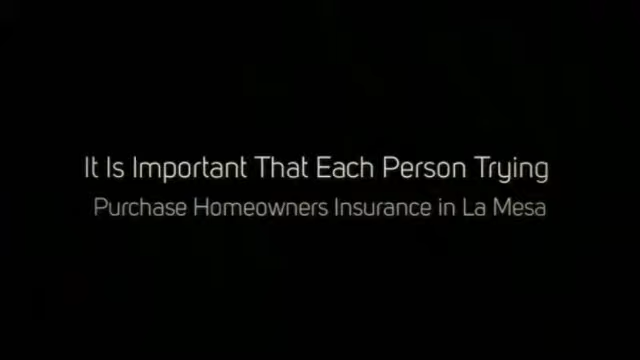 It Is Important That Each Person Trying
Purchase Homeowners Insurance in La Mesa